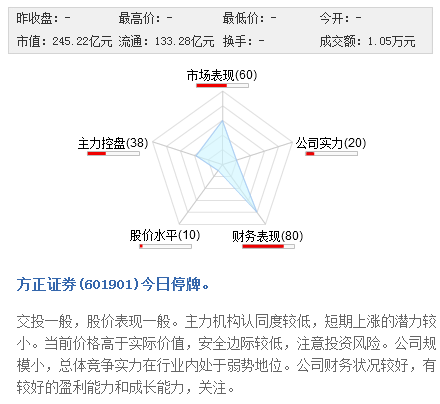 昨收盘：- 最高价：- 最低价：- 今开：-
市值：245.22亿元 流通：133.28亿元 换手：- 成交额：1.05万元
市场表现(60)
主力控盘(38) 公司实力(20)
股价水平(10) 财务表现(80)
方正证券(601901)今日停牌。
交投一般，股价表现一般。主力机构认同度较低，短期上涨的潜力较
小。当前价格高于实际价值，安全边际较低，注意投资风险。公司规
模小，总体竞争实力在行业内处于弱势地位。公司财务状况较好，有
较好的盈利能力和成长能力，关注。